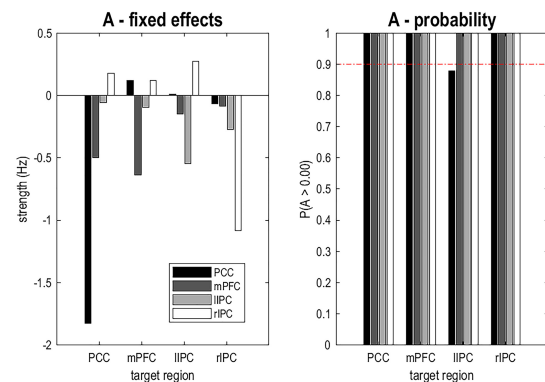 A - fixed effects
0.5
0
-0.5
-1
-1.5
-2
strength (Hz)
PCC
mPFC
lIPC
rIPC
PCC mPFC lIPC rIPC
target region
A - probability
1
0.9
0.8
0.7
0.6
0.5
0.4
0.3
0.2
0.1
0
P(A > 0.00)
PCC mPFC lIPC rIPC
target region